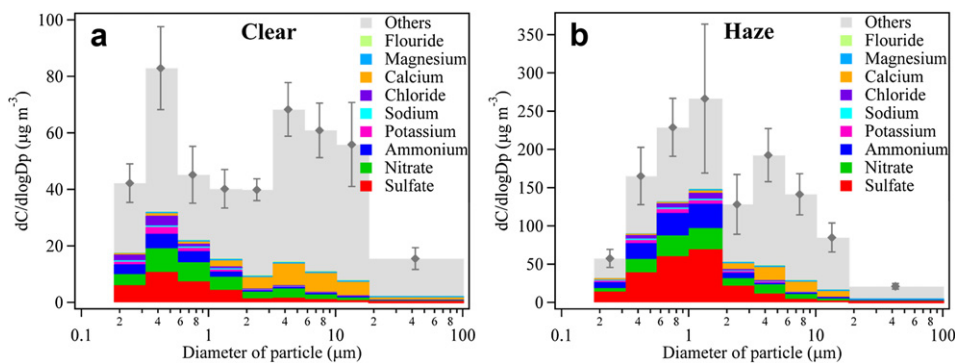 a
Clear
Others
Flouride
Magnesium
Calcium
Chloride
Sodium
Potassium
Ammonium
Nitrate
Sulfate
dC/dlogDp (μg m⁻³)
100
80
60
40
20
0
0.1
2
4
6
8
1
2
4
6
8
10
2
4
6
8
100
Diameter of particle (μm)
b
Haze
Others
Flouride
Magnesium
Calcium
Chloride
Sodium
Potassium
Ammonium
Nitrate
Sulfate
dC/dlogDp (μg m⁻³)
350
300
250
200
150
100
50
0
0.1
2
4
6
8
1
2
4
6
8
10
2
4
6
8
100
Diameter of particle (μm)